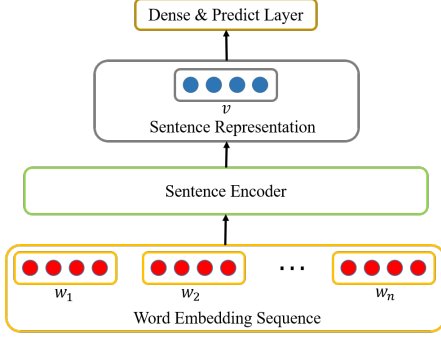 Dense & Predict Layer
v
Sentence Representation
Sentence Encoder
w₁ w₂ ··· wₙ
Word Embedding Sequence